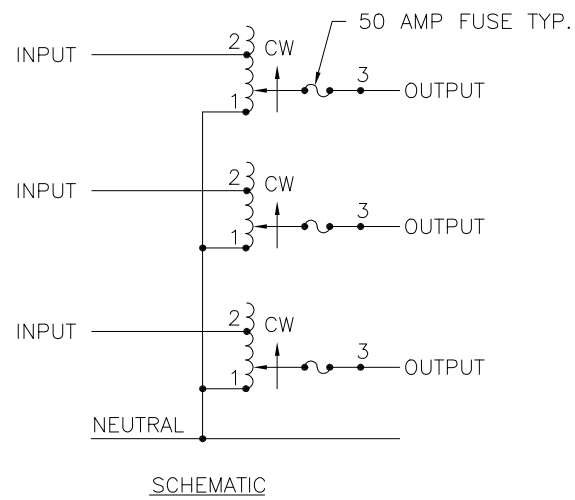 50 AMP FUSE TYP.
2 CW
INPUT
3
1 OUTPUT
2 CW
INPUT
3
1 OUTPUT
2 CW
INPUT
3
1 OUTPUT
NEUTRAL
SCHEMATIC